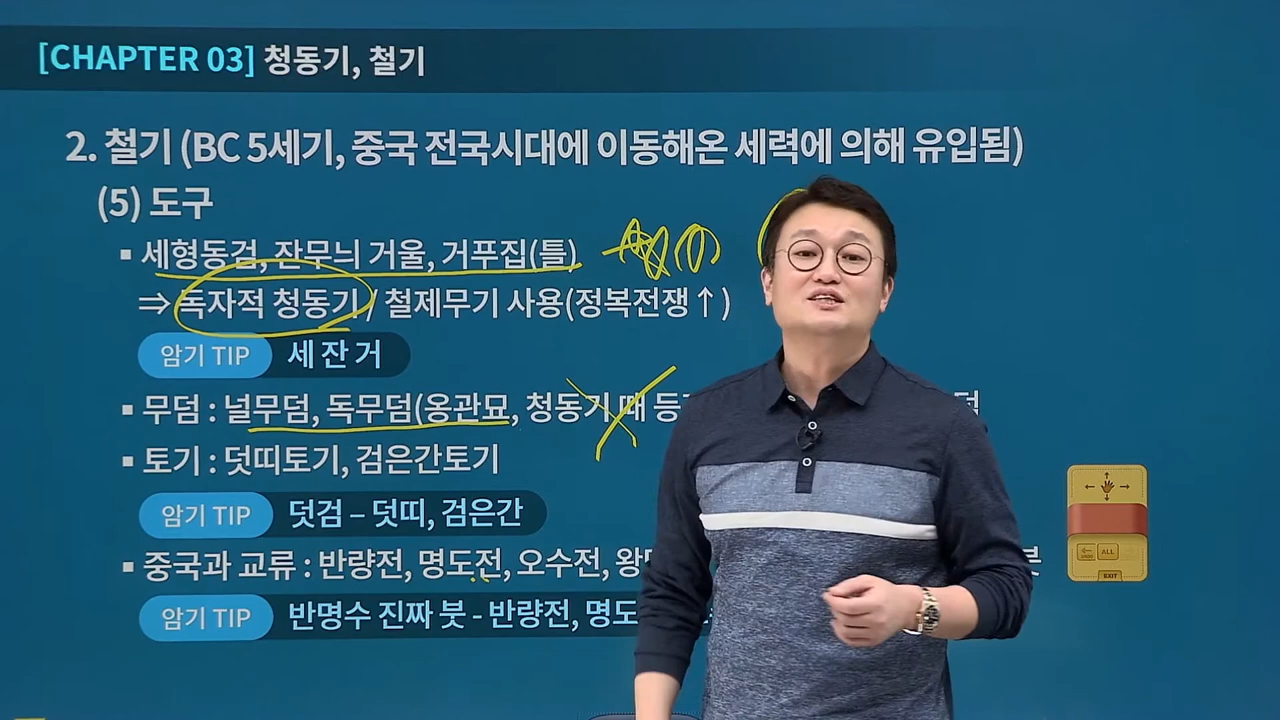 [CHAPTER 03] 청동기, 철기
2. 철기 (BC 5세기, 중국 전국시대에 이동해온 세력에 의해 유입됨)
(5) 도구
▪ 세형동검, 잔무늬 거울, 거푸집(틀)
⇒ 독자적 청동기 / 철제무기 사용(정복전쟁↑)
암기 TIP 세 잔 거
▪ 무덤 : 널무덤, 독무덤(옹관묘, 청동기 때 등
▪ 토기 : 덧띠토기, 검은간토기
암기 TIP 덧검 – 덧띠, 검은간
▪ 중국과 교류 : 반량전, 명도전, 오수전, 붓
암기 TIP 반명수 진짜 붓 - 반량전, 명도
ALL
EXIT